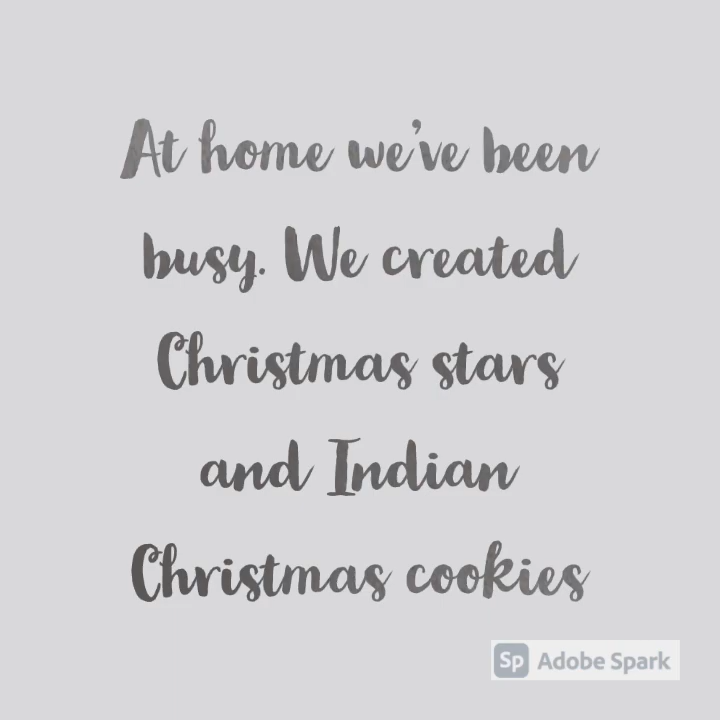 At home we've been
busy. We created
Christmas stars
and Indian
Christmas cookies
Sp Adobe Spark